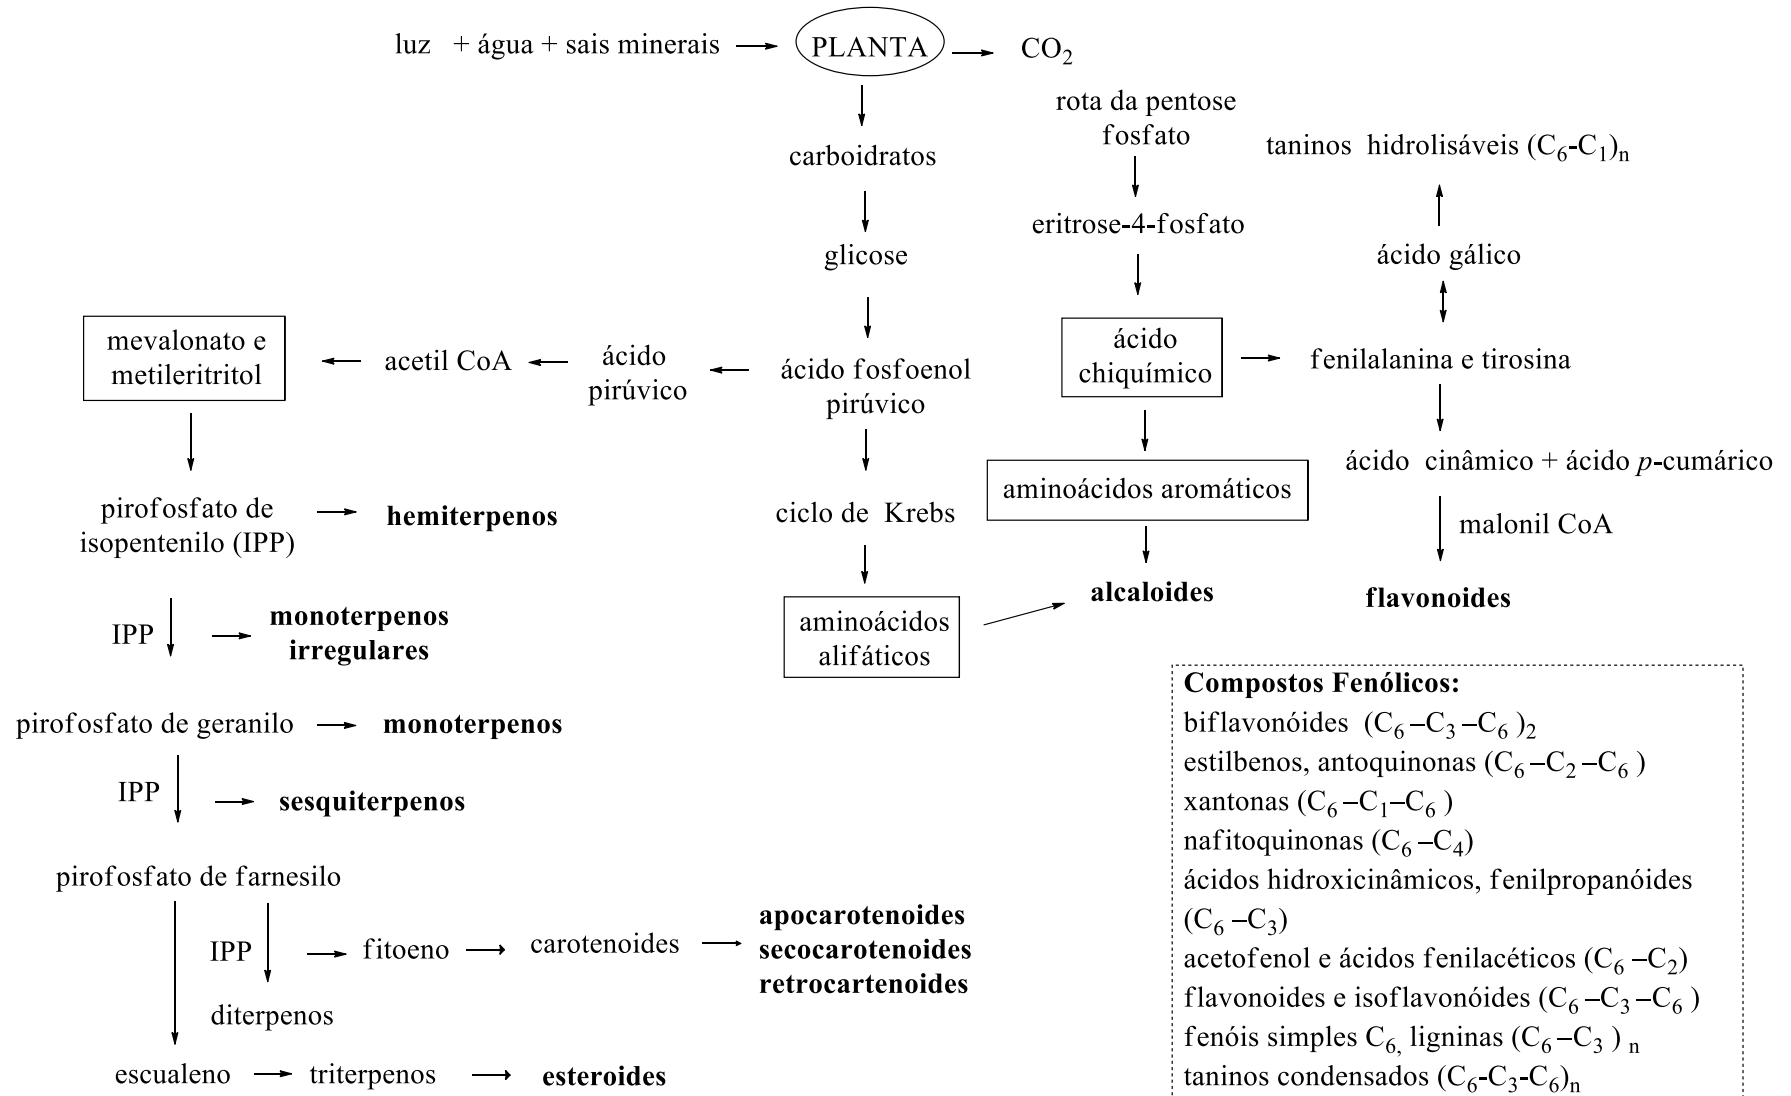 luz + água + sais minerais
PLANTA
CO₂
carboidratos
glicose
ácido fosfoenol
pirúvico
ácido
pirúvico
acetil CoA
mevalonato e
metileritritol
pirofosfato de
isopentenilo (IPP)
hemiterpenos
IPP
monoterpenos
irregulares
pirofosfato de geranilo
monoterpenos
IPP
sesquiterpenos
pirofosfato de farnesilo
IPP
fitoeno
carotenoides
apocarotenoides
secocarotenoides
retrocartenoides
diterpenos
escualeno
triterpenos
esteroides
ciclo de Krebs
aminoácidos
alifáticos
rota da pentose
fosfato
eritrose-4-fosfato
ácido
chiquímico
aminoácidos aromáticos
alcaloides
taninos hidrolisáveis (C₆-C₁)ₙ
ácido gálico
fenilalanina e tirosina
ácido cinâmico + ácido p-cumárico
malonil CoA
flavonoides
Compostos Fenólicos:
biflavonóides (C₆–C₃–C₆)₂
estilbenos, antoquinonas (C₆–C₂–C₆)
xantonas (C₆–C₁–C₆)
nafitoquinonas (C₆–C₄)
ácidos hidroxicinâmicos, fenilpropanóides
(C₆–C₃)
acetofenol e ácidos fenilacéticos (C₆–C₂)
flavonoides e isoflavonóides (C₆–C₃–C₆)
fenóis simples C₆, ligninas (C₆–C₃)ₙ
taninos condensados (C₆-C₃-C₆)ₙ